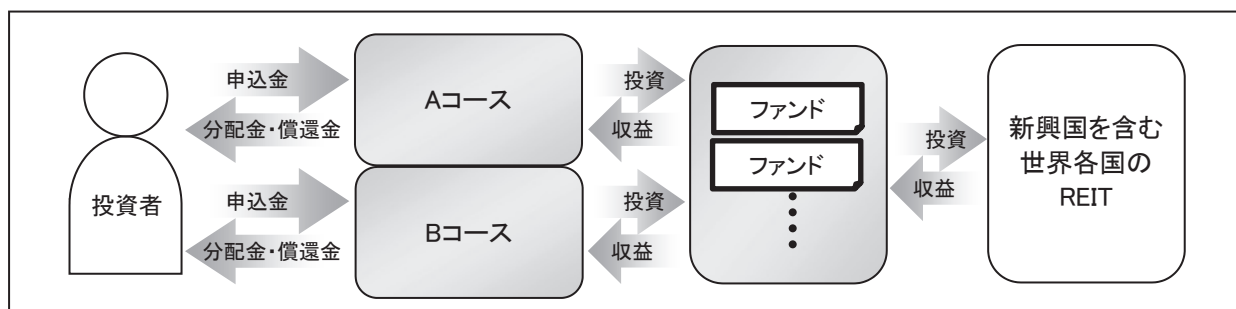 投資者
申込金
分配金・償還金
申込金
分配金・償還金
Aコース
Bコース
投資
収益
投資
収益
ファンド
ファンド
投資
収益
新興国を含む
世界各国の
REIT